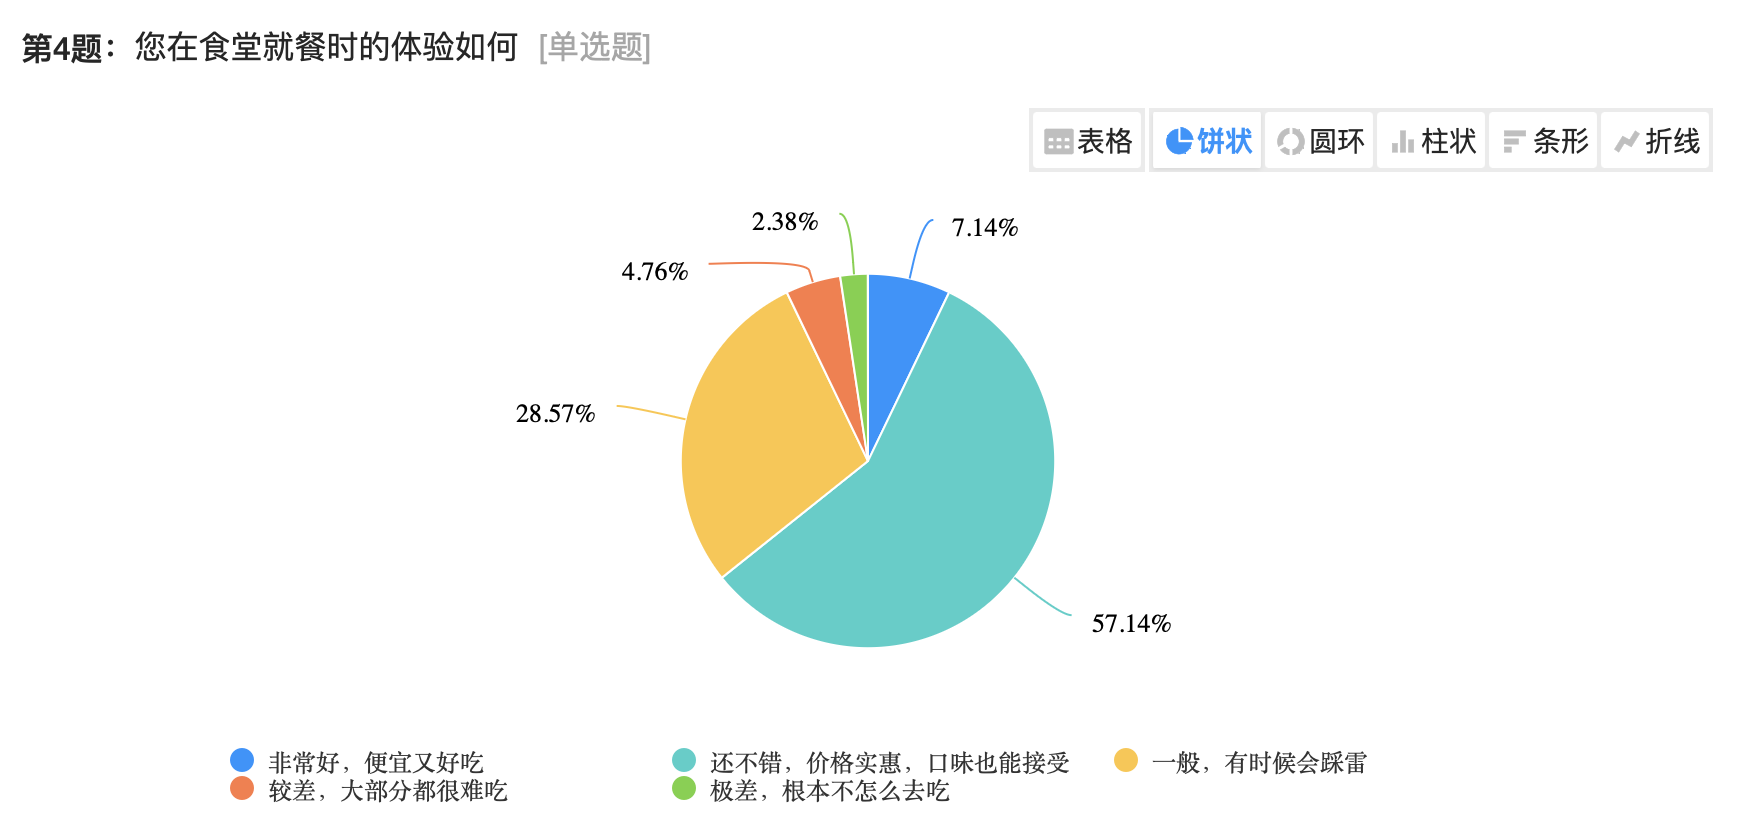 第4题：您在食堂就餐时的体验如何 [单选题]
表格 饼状 圆环 柱状 条形 折线
2.38% 7.14%
4.76%
28.57%
57.14%
非常好，便宜又好吃 还不错，价格实惠，口味也能接受 一般，有时候会踩雷
较差，大部分都很难吃 极差，根本不怎么去吃